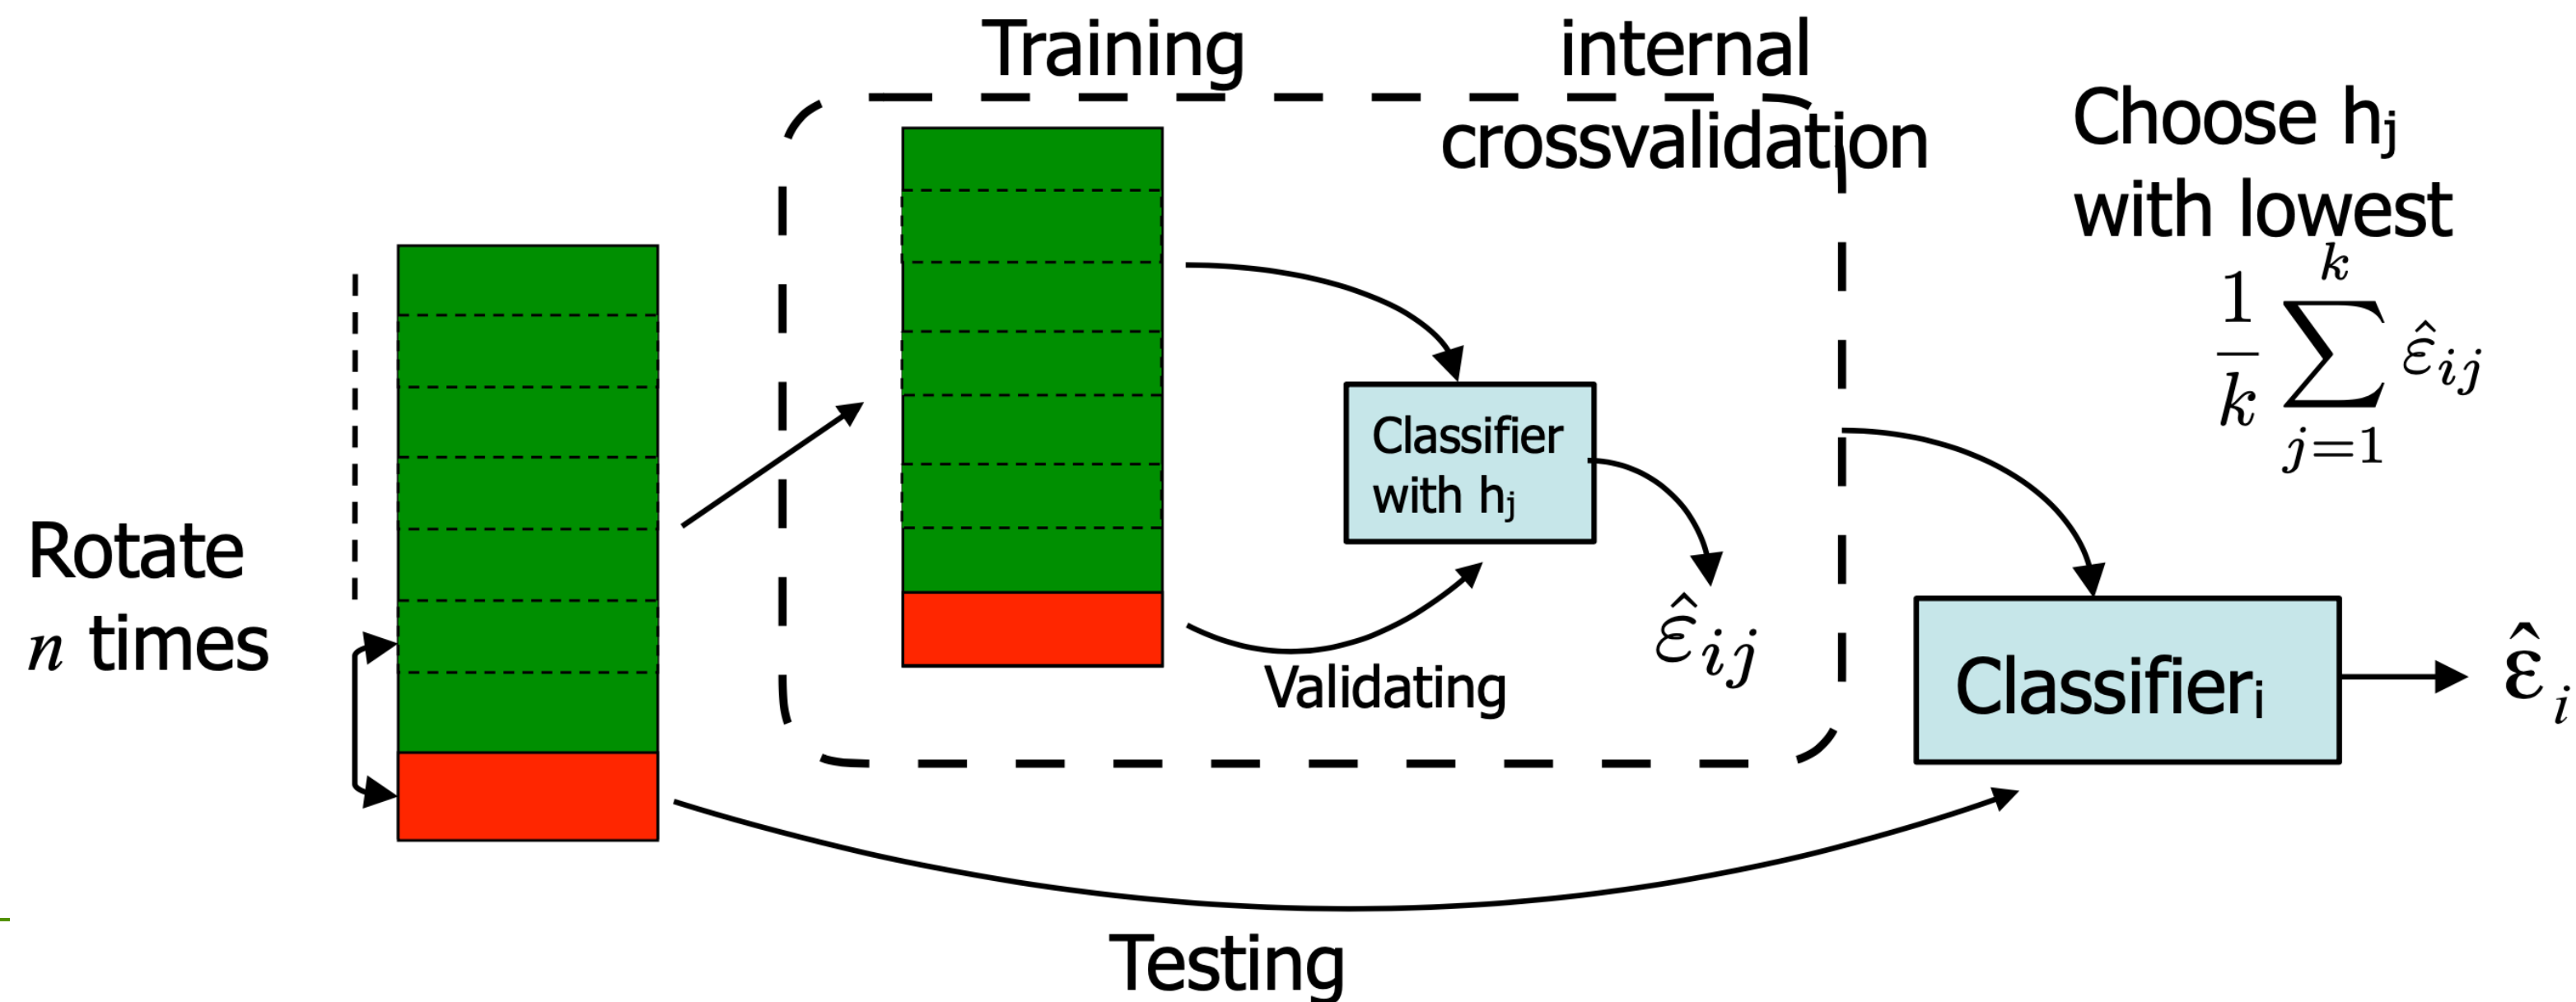 Training
internal
crossvalidation
Choose hj
with lowest
1/k ∑_{j=1}^{k} ε̂_{ij}
Rotate
n times
Classifier
with hj
ε̂_{ij}
Validating
Classifieri
ε̂_i
Testing